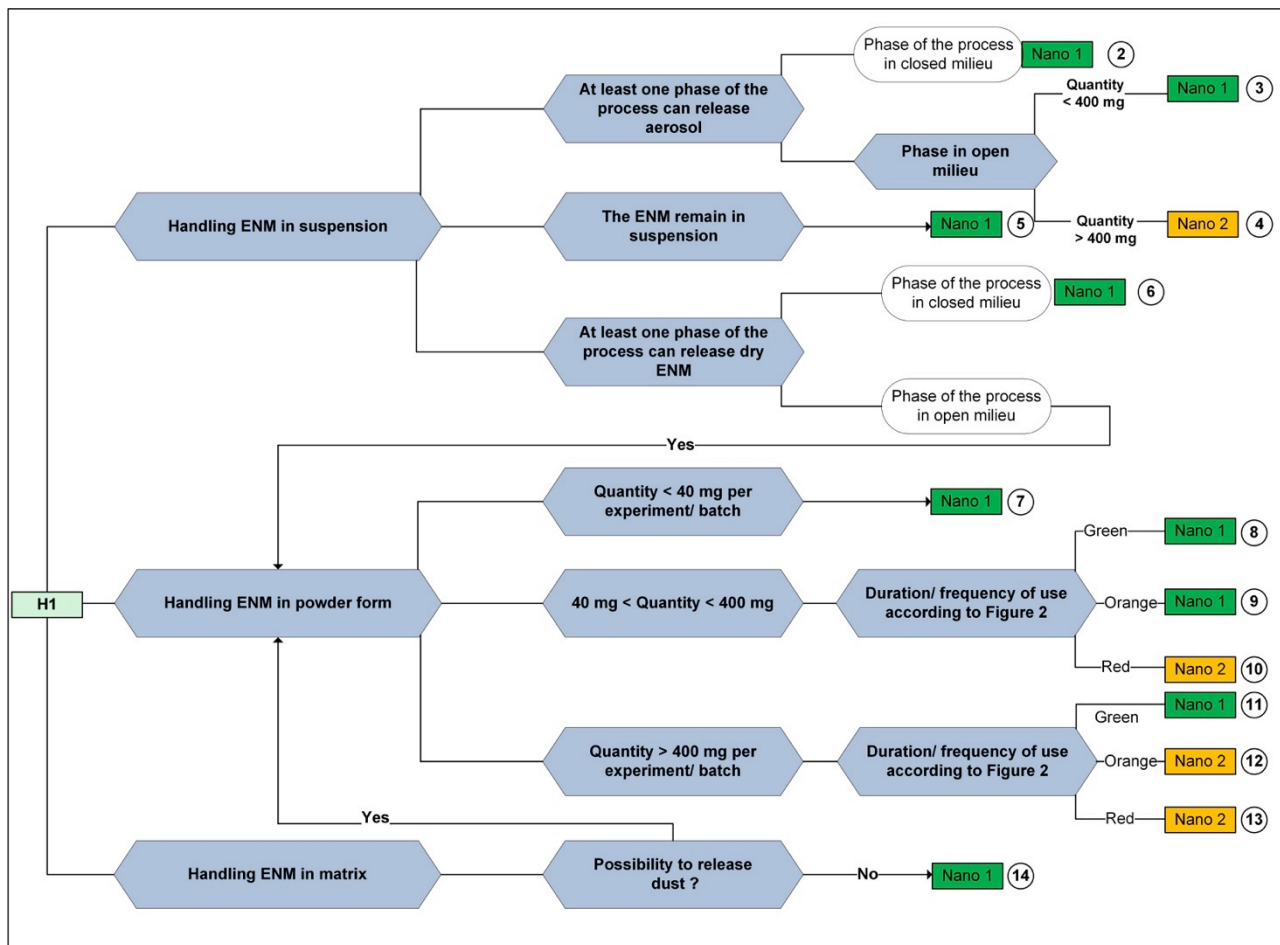 Phase of the process
in closed milieu
Nano 1
2
At least one phase of the
process can release
aerosol
Quantity
< 400 mg
Nano 1
3
Phase in open
milieu
Handling ENM in suspension
The ENM remain in
suspension
Nano 1
5
Quantity
> 400 mg
Nano 2
4
Phase of the process
in closed milieu
Nano 1
6
At least one phase of the
process can release dry
ENM
Phase of the process
in open milieu
Yes
Quantity < 40 mg per
experiment/ batch
Nano 1
7
Green
Nano 1
8
H1
Handling ENM in powder form
40 mg < Quantity < 400 mg
Duration/ frequency of use
according to Figure 2
Orange
Nano 1
9
Red
Nano 2
10
Green
Nano 1
11
Quantity > 400 mg per
experiment/ batch
Duration/ frequency of use
according to Figure 2
Orange
Nano 2
12
Red
Nano 2
13
Yes
Handling ENM in matrix
Possibility to release
dust ?
No
Nano 1
14